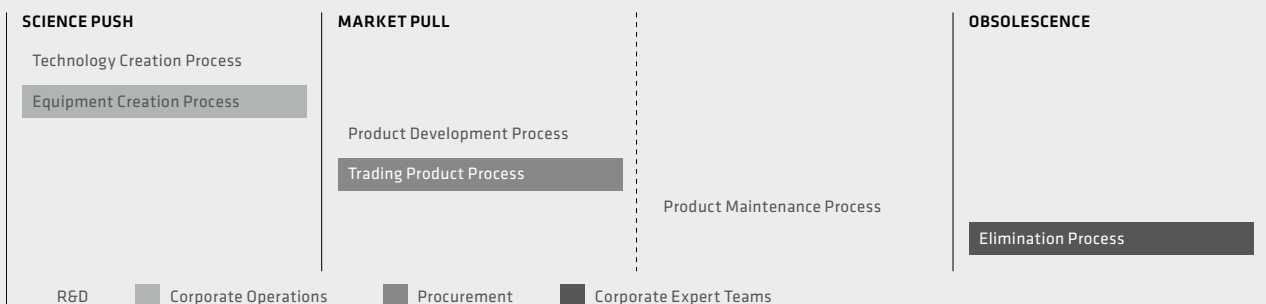 SCIENCE PUSH
MARKET PULL
OBSOLESCENCE
Technology Creation Process
Equipment Creation Process
Product Development Process
Trading Product Process
Product Maintenance Process
Elimination Process
R&D
Corporate Operations
Procurement
Corporate Expert Teams